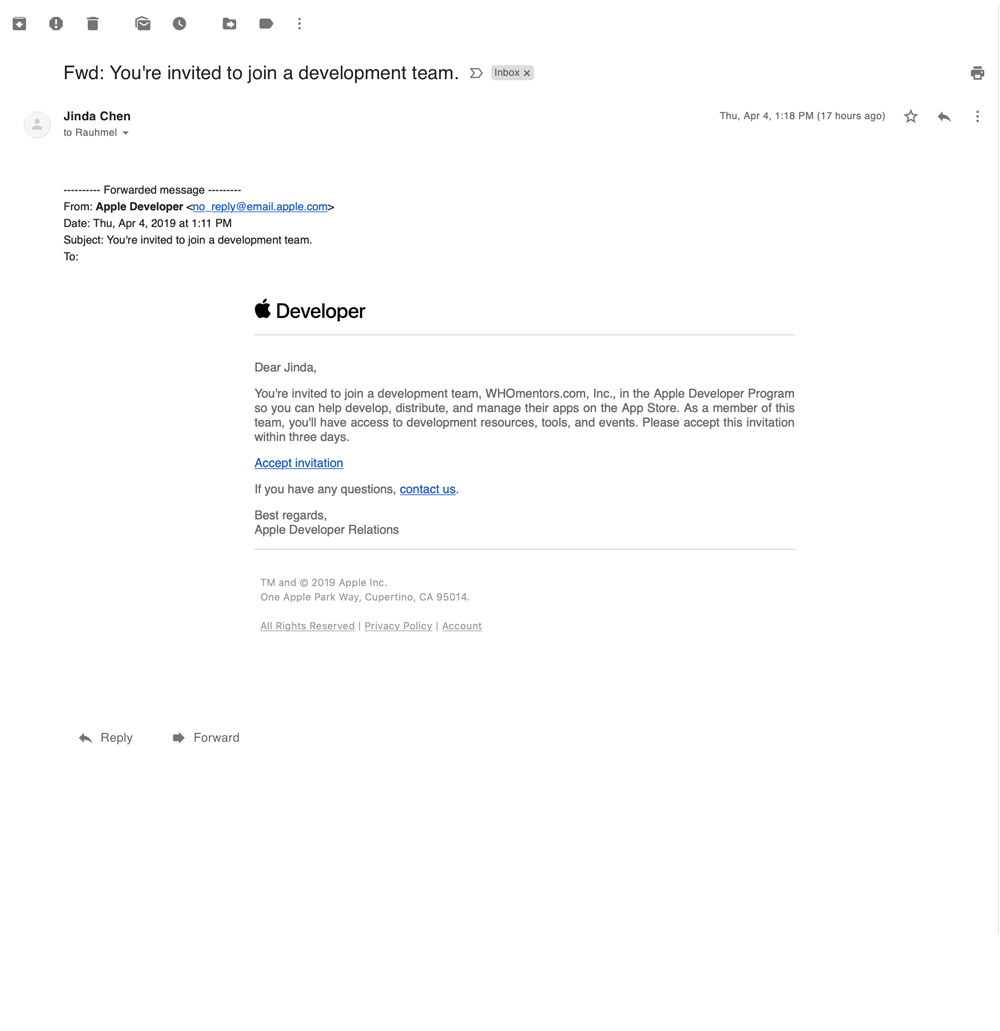 Fwd: You're invited to join a development team. Inbox x
Jinda Chen
Thu, Apr 4, 1:18 PM (17 hours ago)
to Rauhmel
---------- Forwarded message ---------
From: Apple Developer <no_reply@email.apple.com>
Date: Thu, Apr 4, 2019 at 1:11 PM
Subject: You're invited to join a development team.
To:
Developer
Dear Jinda,
You're invited to join a development team, WHOmentors.com, Inc., in the Apple Developer Program
so you can help develop, distribute, and manage their apps on the App Store. As a member of this
team, you'll have access to development resources, tools, and events. Please accept this invitation
within three days.
Accept invitation
If you have any questions, contact us.
Best regards,
Apple Developer Relations
TM and © 2019 Apple Inc.
One Apple Park Way, Cupertino, CA 95014.
All Rights Reserved | Privacy Policy | Account
Reply Forward